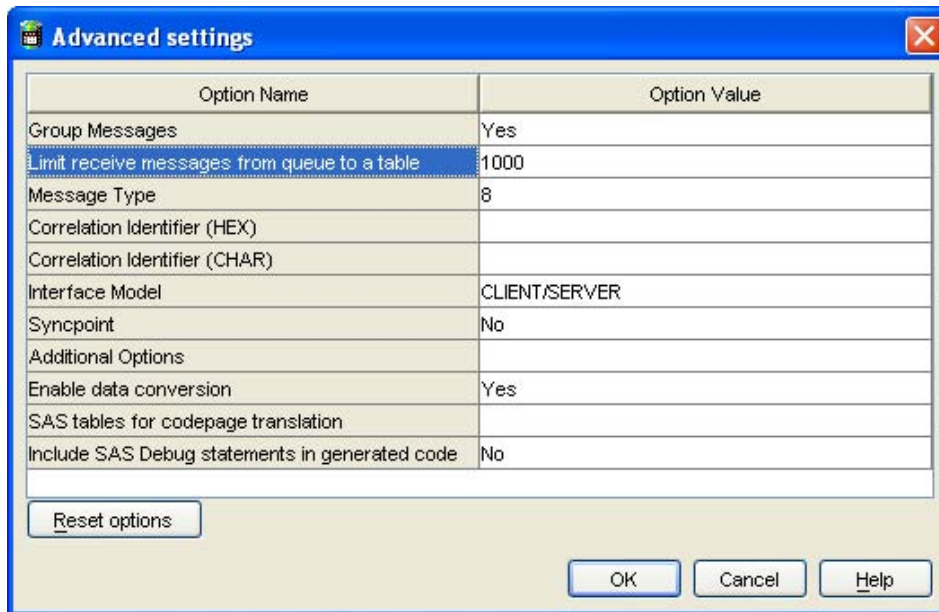 Advanced settings
Option Name Option Value
Group Messages Yes
Limit receive messages from queue to a table 1000
Message Type 8
Correlation Identifier (HEX)
Correlation Identifier (CHAR)
Interface Model CLIENT/SERVER
Syncpoint No
Additional Options
Enable data conversion Yes
SAS tables for codepage translation
Include SAS Debug statements in generated code No
Reset options
OK Cancel Help